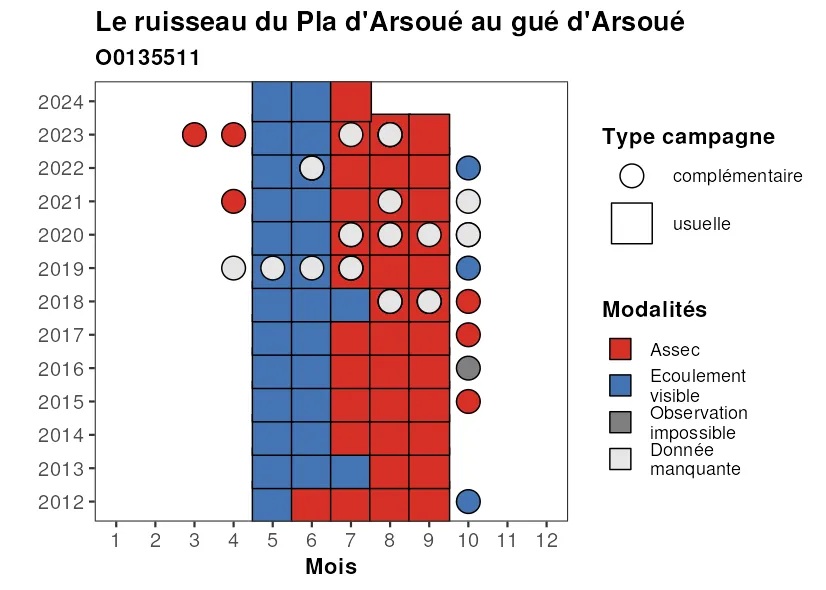 Le ruisseau du Pla d'Arsoué au gué d'Arsoué
O0135511
2024
2023
2022
2021
2020
2019
2018
2017
2016
2015
2014
2013
2012
1 2 3 4 5 6 7 8 9 10 11 12
Mois
Type campagne
complémentaire
usuelle
Modalités
Assec
Ecoulement
visible
Observation
impossible
Donnée
manquante